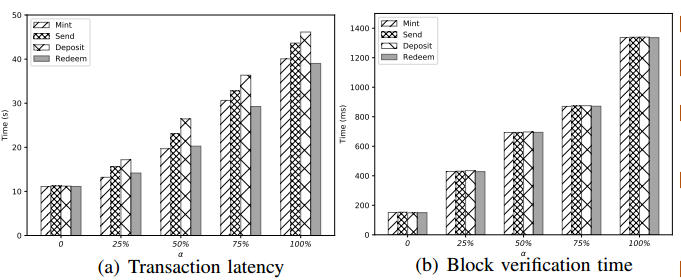 50
40
30
20
10
0
Time (s)
Mint
Send
Deposit
Redeem
0 25% 50% 75% 100%
α
(a) Transaction latency
1400
1200
1000
800
600
400
200
0
Time (ms)
Mint
Send
Deposit
Redeem
0 25% 50% 75% 100%
α
(b) Block verification time